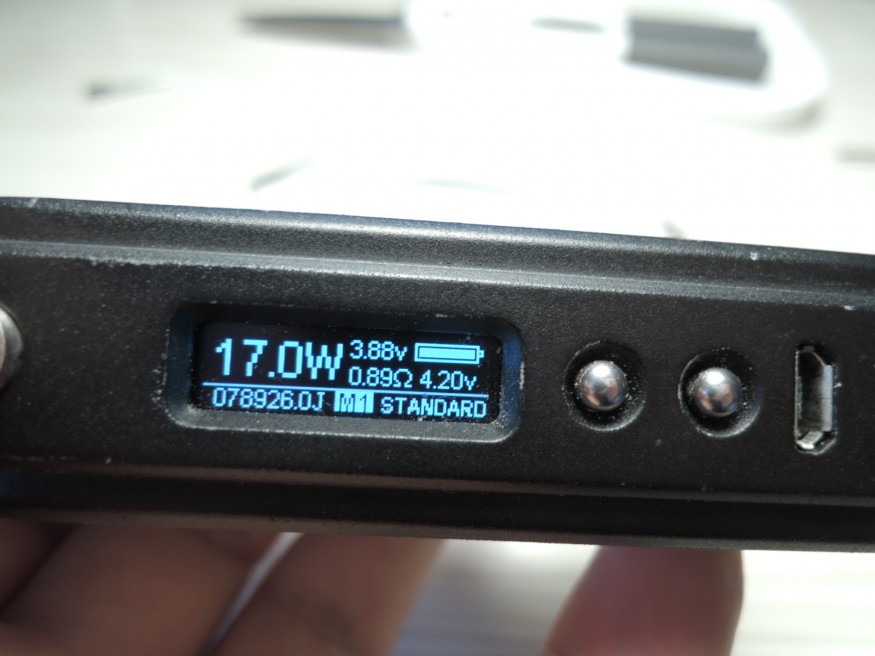 17.0W 3.88v
0.89Ω 4.20v
078926.0J M1 STANDARD